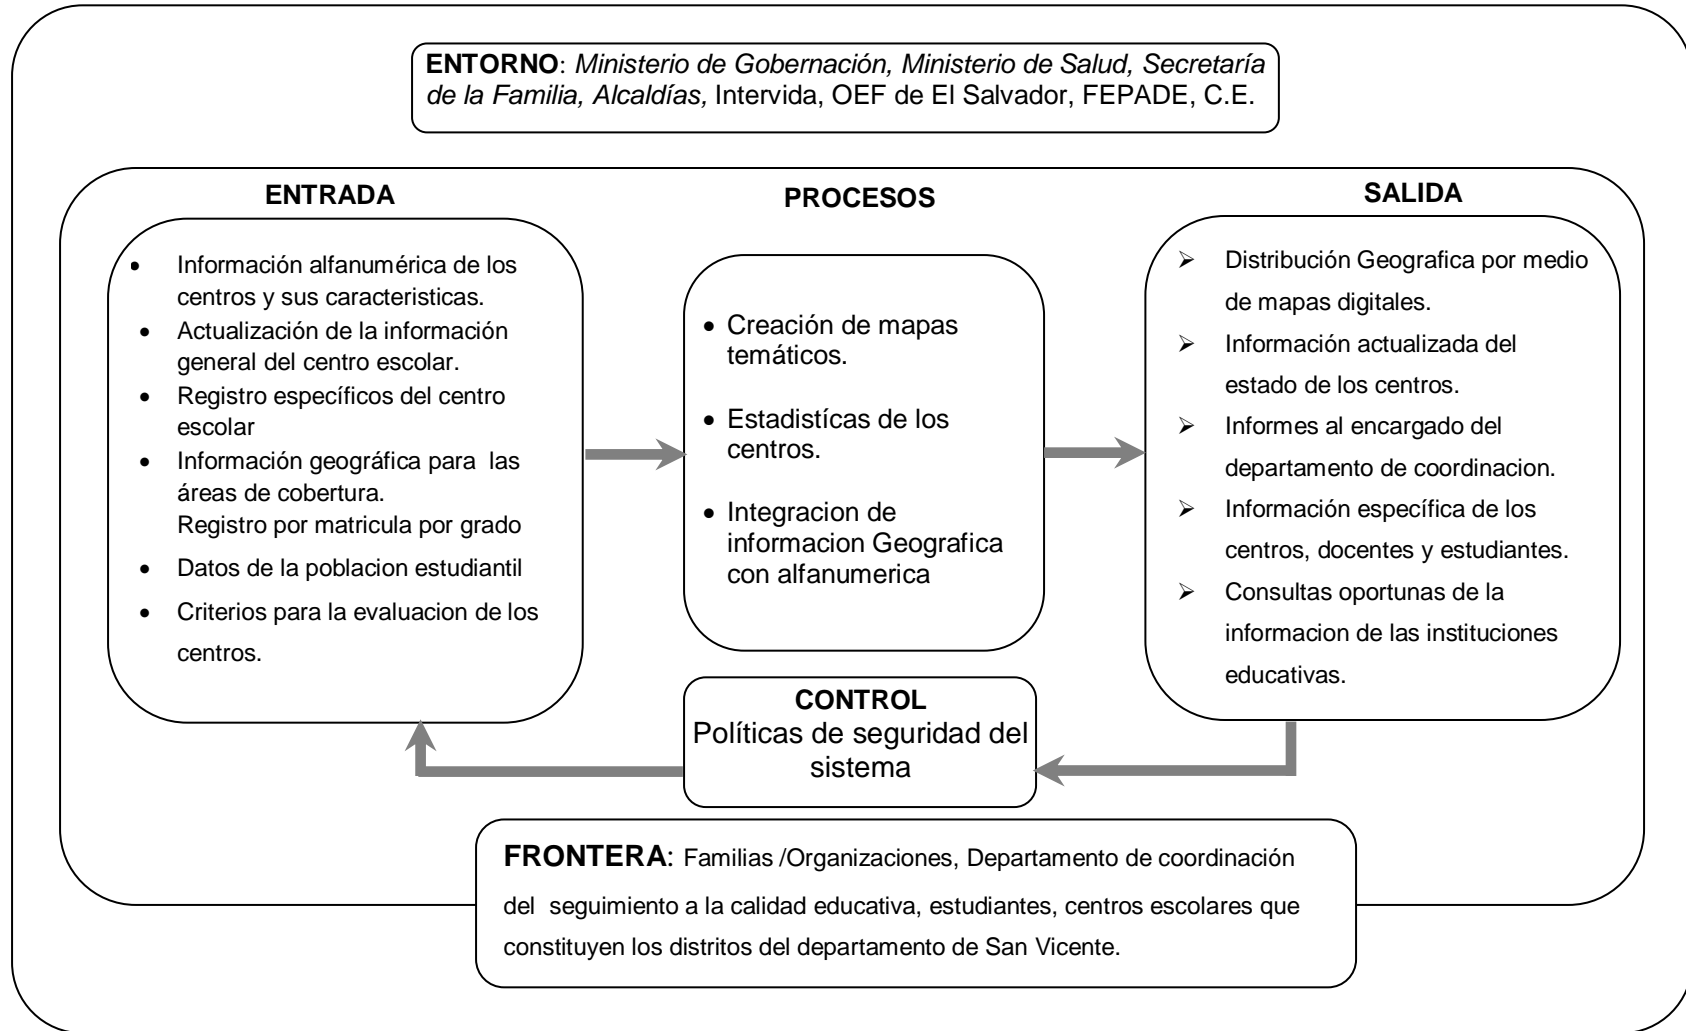 ENTORNO: Ministerio de Gobernación, Ministerio de Salud, Secretaría
de la Familia, Alcaldías, Intervida, OEF de El Salvador, FEPADE, C.E.
ENTRADA
• Información alfanumérica de los
centros y sus caracteristicas.
• Actualización de la información
general del centro escolar.
• Registro específicos del centro
escolar
• Información geográfica para las
áreas de cobertura.
Registro por matricula por grado
• Datos de la poblacion estudiantil
• Criterios para la evaluacion de los
centros.
PROCESOS
• Creación de mapas
temáticos.
• Estadistícas de los
centros.
• Integracion de
informacion Geografica
con alfanumerica
SALIDA
➢ Distribución Geografica por medio
de mapas digitales.
➢ Información actualizada del
estado de los centros.
➢ Informes al encargado del
departamento de coordinacion.
➢ Información específica de los
centros, docentes y estudiantes.
➢ Consultas oportunas de la
informacion de las instituciones
educativas.
CONTROL
Políticas de seguridad del
sistema
FRONTERA: Familias /Organizaciones, Departamento de coordinación
del seguimiento a la calidad educativa, estudiantes, centros escolares que
constituyen los distritos del departamento de San Vicente.